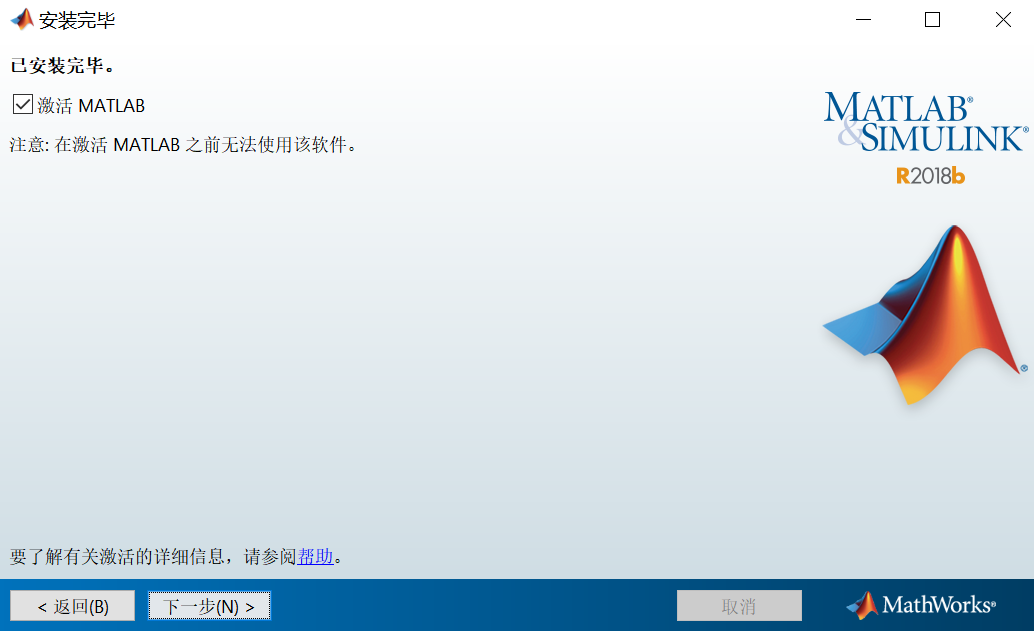 安装完毕
已安装完毕。
激活 MATLAB
注意: 在激活 MATLAB 之前无法使用该软件。
MATLAB®
&SIMULINK®
R2018b
®
要了解有关激活的详细信息，请参阅帮助。
< 返回(B)
下一步(N) >
取消
MathWorks®